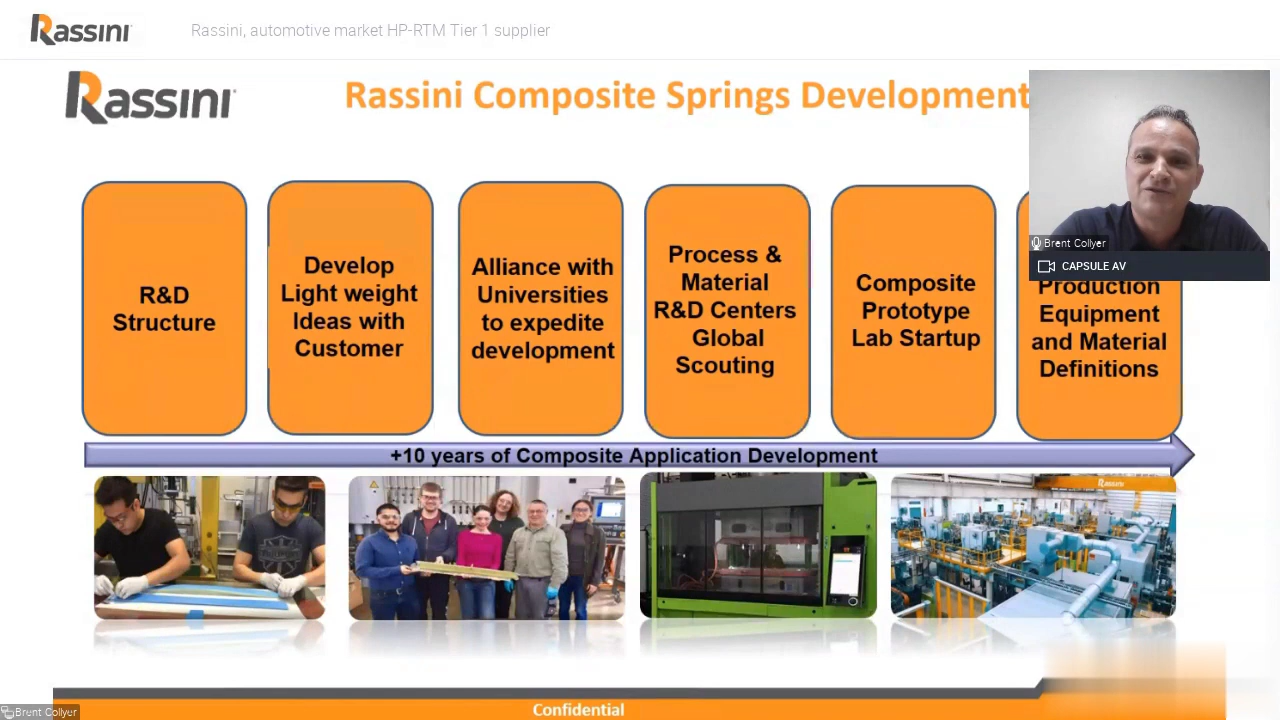 Rassini
Rassini, automotive market HP-RTM Tier 1 supplier
Rassini
Rassini Composite Springs Development
Brent Collyer
CAPSULE AV
R&D
Structure
Develop
Light weight
Ideas with
Customer
Alliance with
Universities
to expedite
development
Process &
Material
R&D Centers
Global
Scouting
Composite
Prototype
Lab Startup
Production
Equipment
and Material
Definitions
+10 years of Composite Application Development
Rassini
Confidential
Brent Collyer